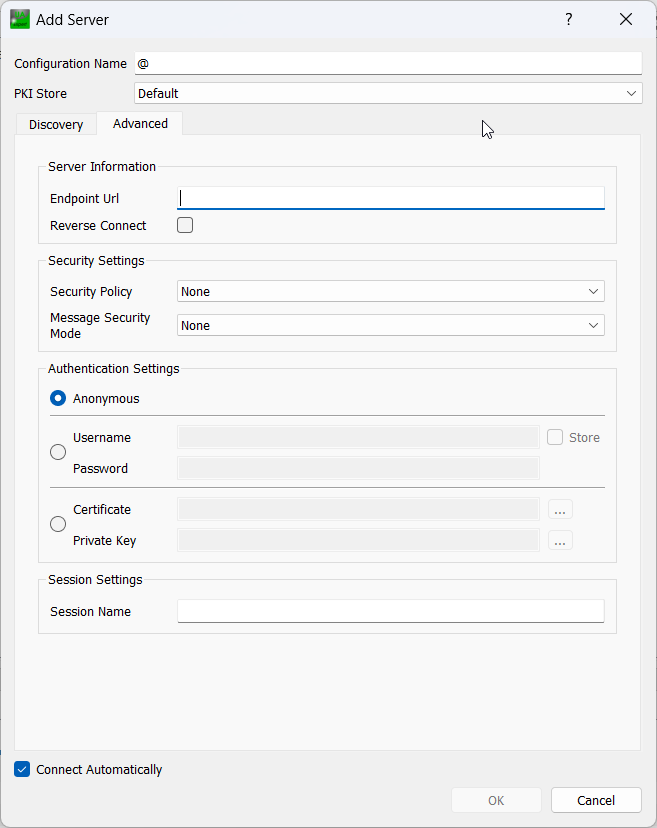 Add Server
?
Configuration Name @
PKI Store Default
Discovery Advanced
Server Information
Endpoint Url
Reverse Connect
Security Settings
Security Policy None
Message Security
Mode
None
Authentication Settings
Anonymous
Username Store
Password
Certificate ...
Private Key ...
Session Settings
Session Name
Connect Automatically
OK Cancel